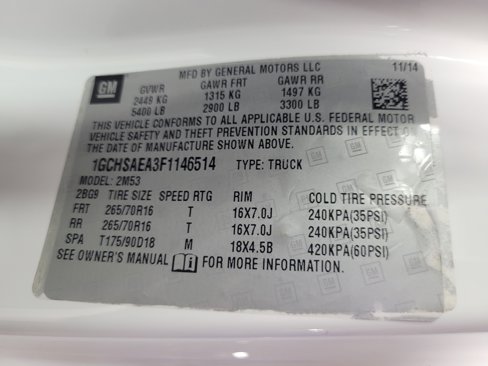 MFD BY GENERAL MOTORS LLC 11/14
GM GVWR GAWR FRT GAWR RR
2449 KG 1315 KG 1497 KG
5400 LB 2900 LB 3300 LB
THIS VEHICLE CONFORMS TO ALL APPLICABLE U.S. FEDERAL MOTOR
VEHICLE SAFETY AND THEFT PREVENTION STANDARDS IN EFFECT ON
THE DATE OF MANUFACTURE SHOWN ABOVE.
1GCHSAEA3F1146514 TYPE: TRUCK
MODEL: 2M53
2BG9 TIRE SIZE SPEED RTG RIM COLD TIRE PRESSURE
FRT 265/70R16 T 16X7.0J 240KPA(35PSI)
RR 265/70R16 T 16X7.0J 240KPA(35PSI)
SPA T175/90D18 M 18X4.5B 420KPA(60PSI)
SEE OWNER'S MANUAL FOR MORE INFORMATION.